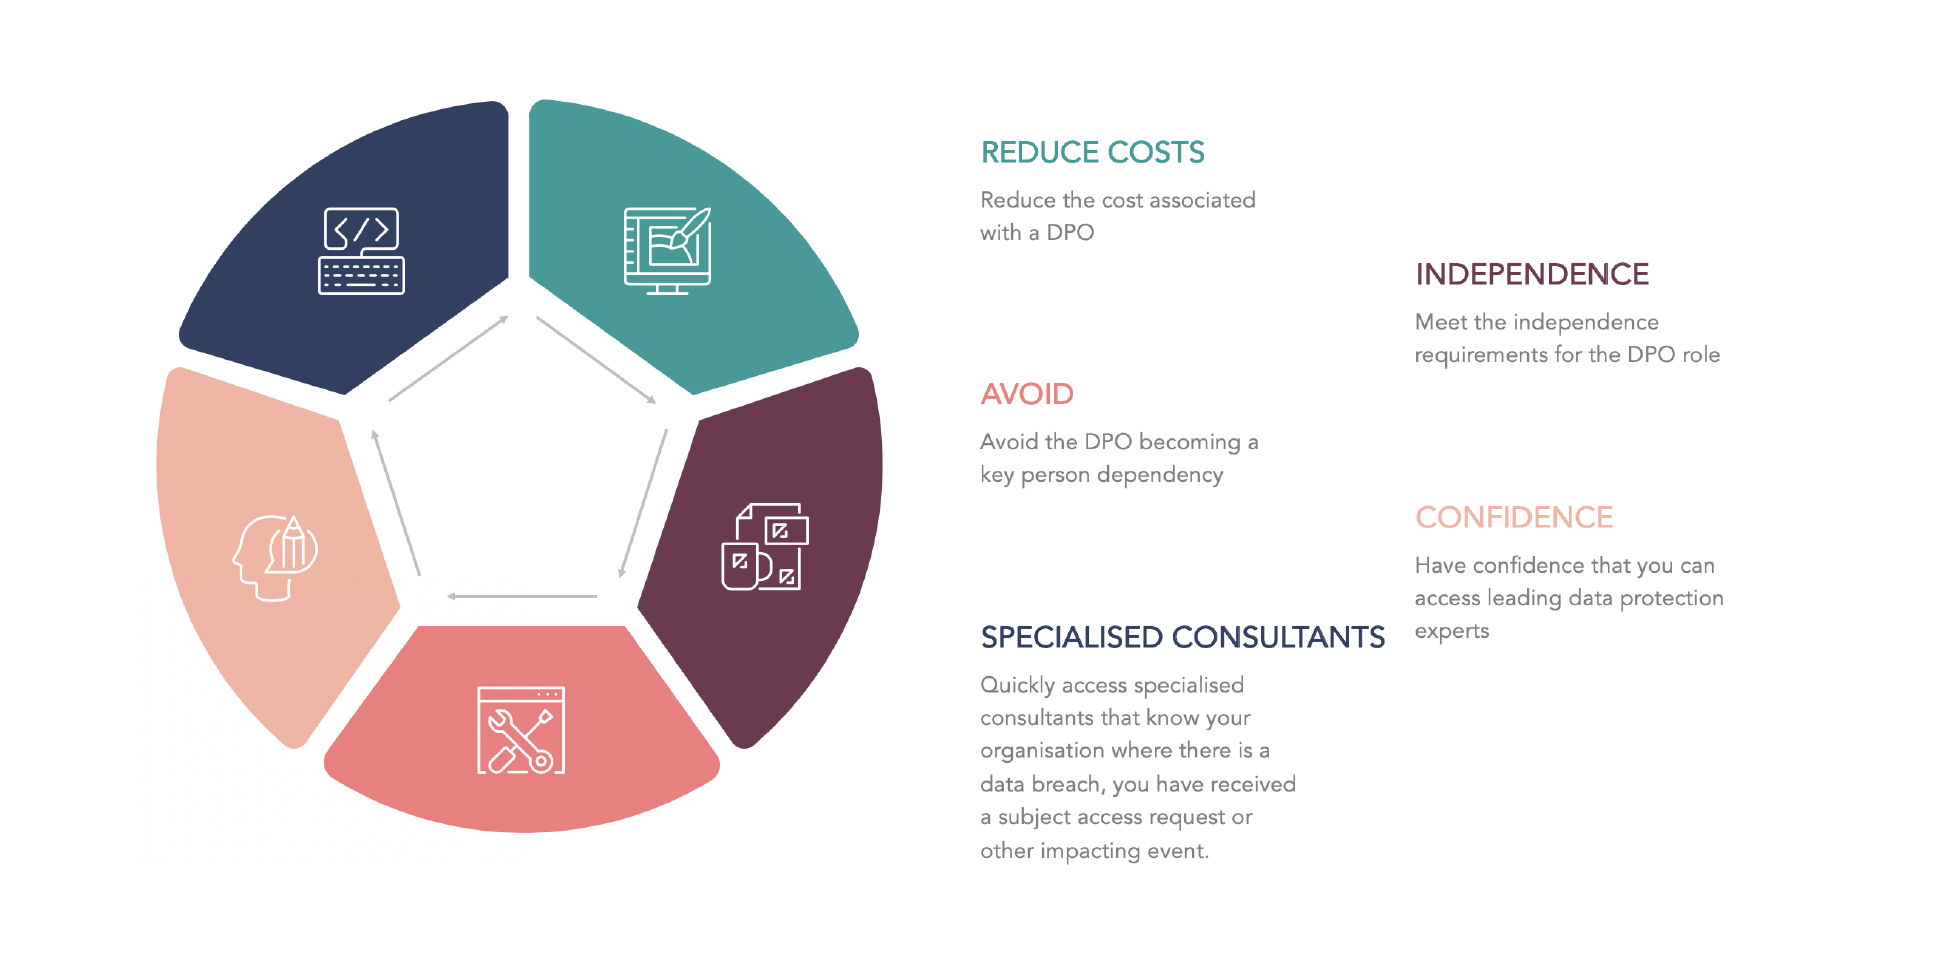 REDUCE COSTS
Reduce the cost associated
with a DPO
INDEPENDENCE
Meet the independence
requirements for the DPO role
AVOID
Avoid the DPO becoming a
key person dependency
CONFIDENCE
Have confidence that you can
access leading data protection
experts
SPECIALISED CONSULTANTS
Quickly access specialised
consultants that know your
organisation where there is a
data breach, you have received
a subject access request or
other impacting event.